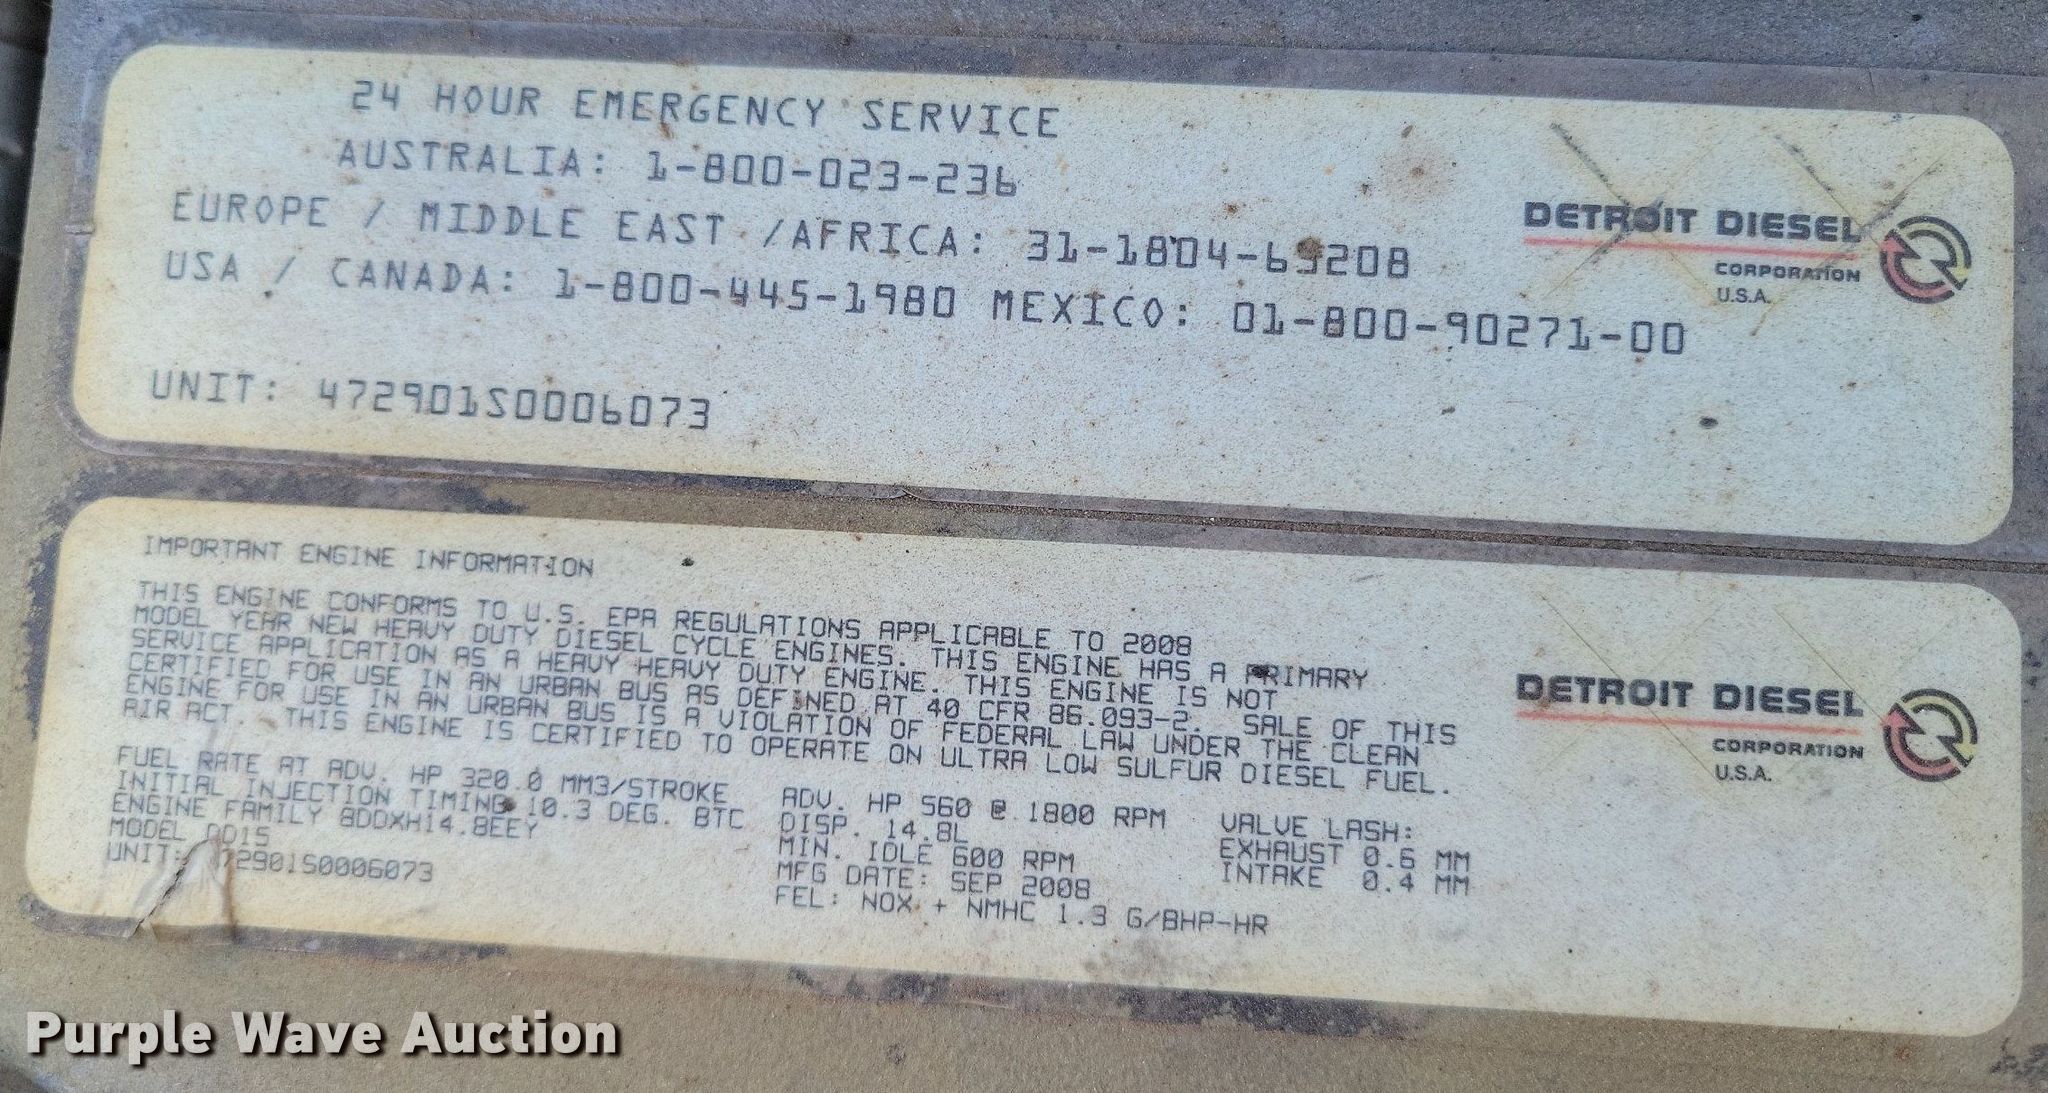 24 HOUR EMERGENCY SERVICE
AUSTRALIA: 1-800-023-236
EUROPE / MIDDLE EAST /AFRICA: 31-1804-69208
USA / CANADA: 1-800-445-1980 MEXICO: 01-800-90271-00
UNIT: 472901S0006073
DETROIT DIESEL
CORPORATION
U.S.A.
IMPORTANT ENGINE INFORMATION
THIS ENGINE CONFORMS TO U.S. EPA REGULATIONS APPLICABLE TO 2008
MODEL YEAR NEW HEAVY DUTY DIESEL CYCLE ENGINES. THIS ENGINE HAS A PRIMARY
SERVICE APPLICATION AS A HEAVY HEAVY DUTY ENGINE. THIS ENGINE IS NOT
CERTIFIED FOR USE IN AN URBAN BUS AS DEFINED AT 40 CFR 86.093-2. SALE OF THIS
ENGINE FOR USE IN AN URBAN BUS IS A VIOLATION OF FEDERAL LAW UNDER THE CLEAN
AIR ACT. THIS ENGINE IS CERTIFIED TO OPERATE ON ULTRA LOW SULFUR DIESEL FUEL.
FUEL RATE AT ADV. HP 320.0 MM3/STROKE
INITIAL INJECTION TIMING 10.3 DEG. BTC
ENGINE FAMILY 8DDXH14.8EEY
MODEL DD15
UNIT: 472901S0006073
ADV. HP 560 @ 1800 RPM
DISP. 14.8L
MIN. IDLE 600 RPM
MFG DATE: SEP 2008
FEL: NOX + NMHC 1.3 G/BHP-HR
VALVE LASH:
EXHAUST 0.6 MM
INTAKE 0.4 MM
DETROIT DIESEL
CORPORATION
U.S.A.
Purple Wave Auction